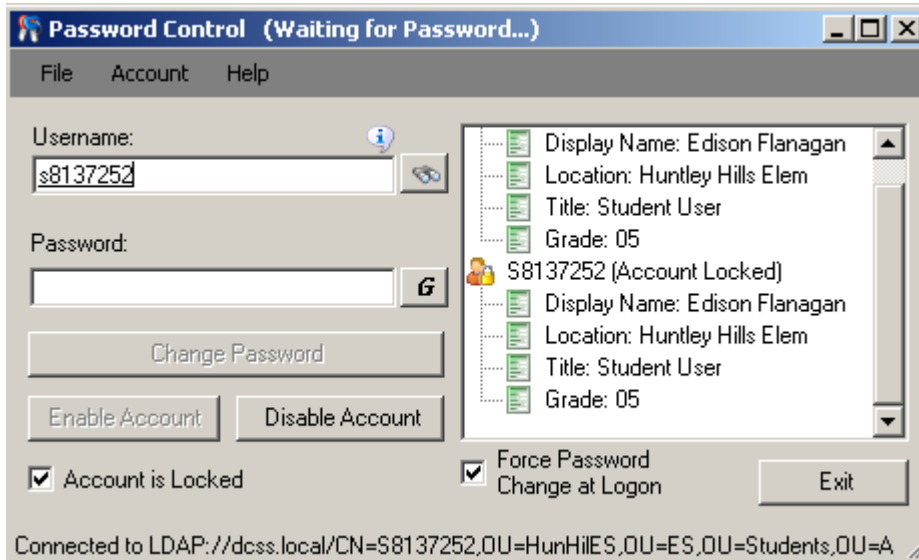 Password Control (Waiting for Password...)
File Account Help
Username:
s8137252
Password:
G
Change Password
Enable Account Disable Account
Account is Locked
Display Name: Edison Flanagan
Location: Huntley Hills Elem
Title: Student User
Grade: 05
S8137252 (Account Locked)
Display Name: Edison Flanagan
Location: Huntley Hills Elem
Title: Student User
Grade: 05
Force Password
Change at Logon
Exit
Connected to LDAP://dcss.local/CN=S8137252,OU=HunHilES,OU=ES,OU=Students,OU=A